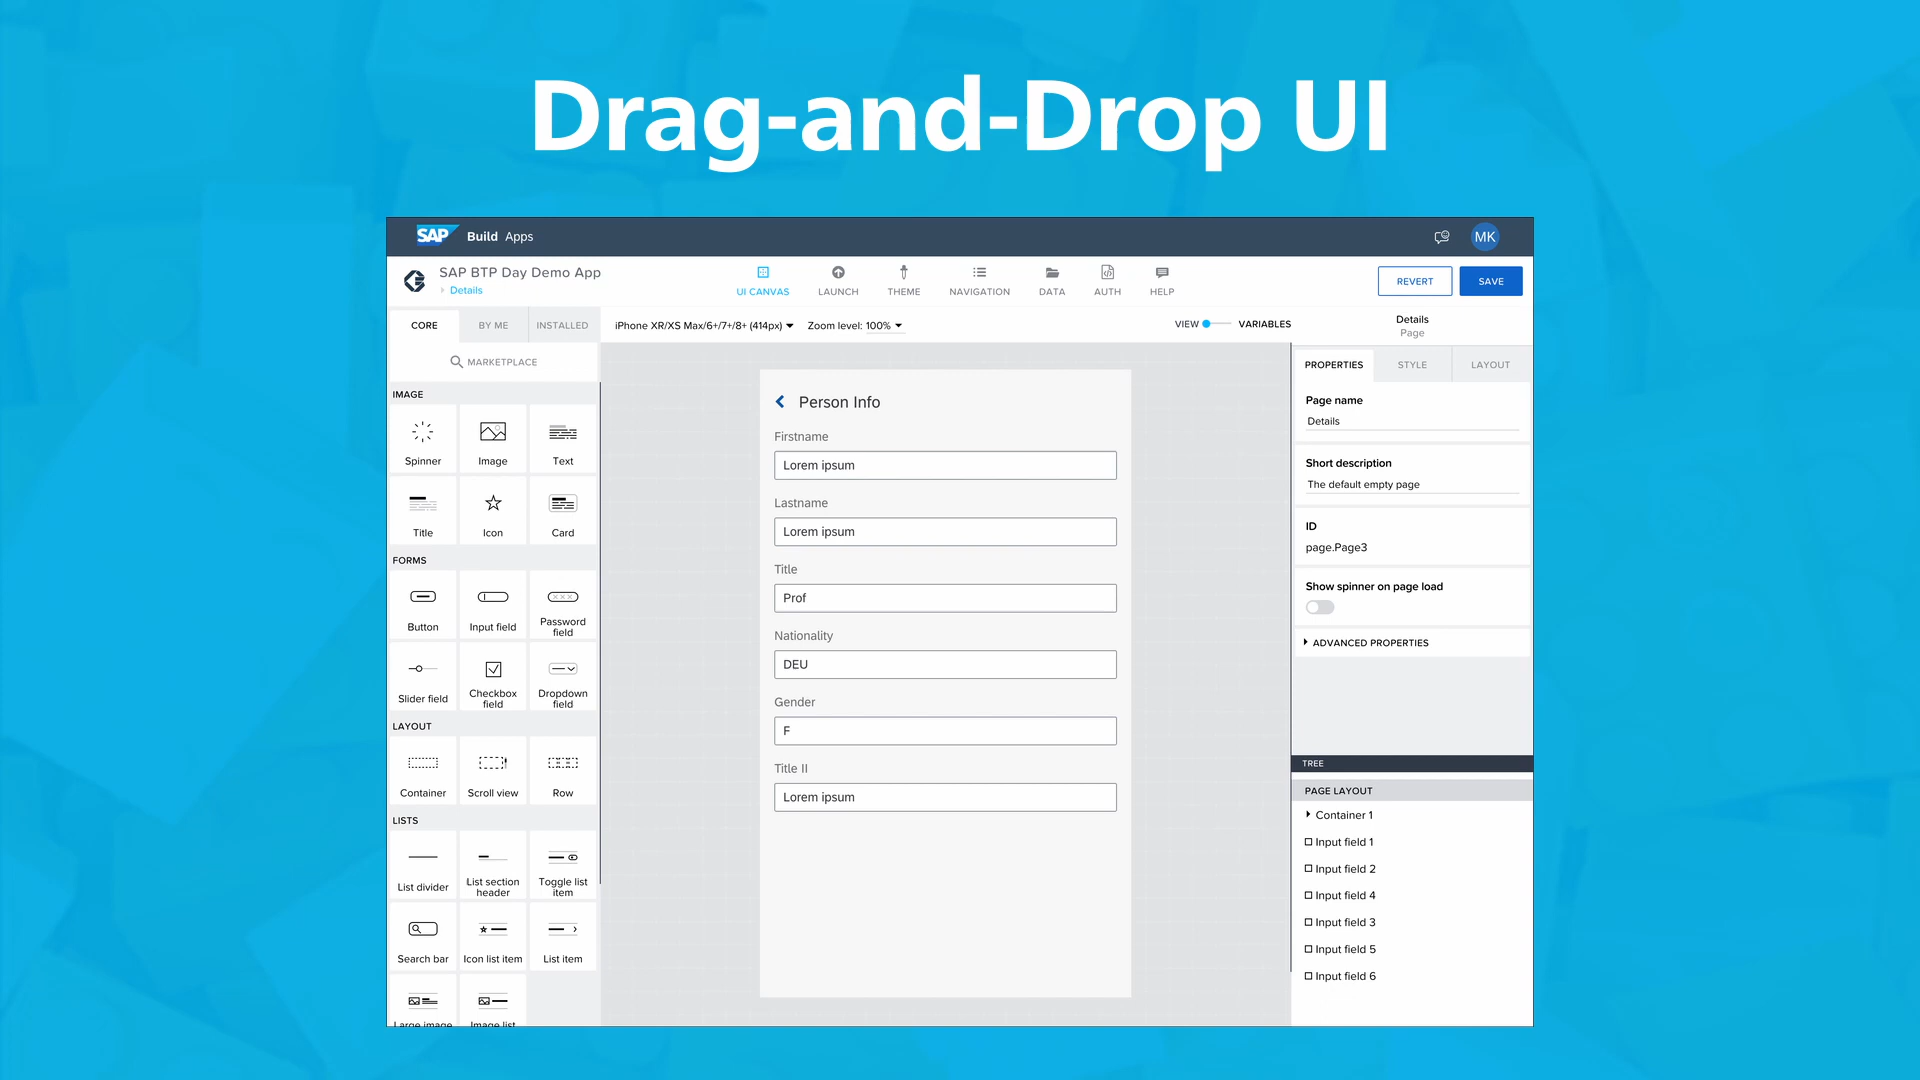 Drag-and-Drop UI
SAP Build Apps
MK
SAP BTP Day Demo App
Details
UI CANVAS
LAUNCH
THEME
NAVIGATION
DATA
AUTH
HELP
REVERT
SAVE
CORE
BY ME
INSTALLED
MARKETPLACE
IMAGE
Spinner
Image
Text
Title
Icon
Card
FORMS
Button
Input field
Password
field
Slider field
Checkbox
field
Dropdown
field
LAYOUT
Container
Scroll view
Row
LISTS
List divider
List section
header
Toggle list
item
Search bar
Icon list item
List item
Large image
Image list
iPhone XR/XS Max/6+/7+/8+ (414px)
Zoom level: 100%
VIEW
VARIABLES
Person Info
Firstname
Lorem ipsum
Lastname
Lorem ipsum
Title
Prof
Nationality
DEU
Gender
F
Title II
Lorem ipsum
Details
Page
PROPERTIES
STYLE
LAYOUT
Page name
Details
Short description
The default empty page
ID
page.Page3
Show spinner on page load
ADVANCED PROPERTIES
TREE
PAGE LAYOUT
Container 1
Input field 1
Input field 2
Input field 4
Input field 3
Input field 5
Input field 6